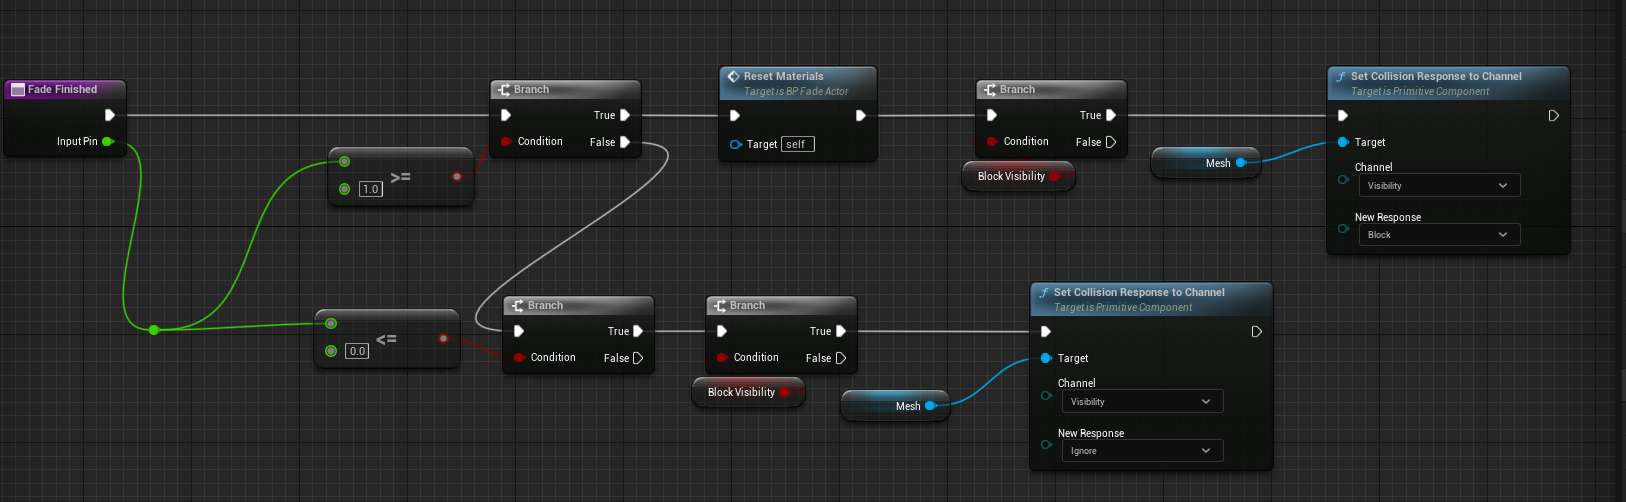 Fade Finished
Input Pin
>=
1.0
Branch
True
Condition
False
Reset Materials
Target is BP Fade Actor
Target self
Branch
True
Condition
False
Block Visibility
Mesh
Set Collision Response to Channel
Target is Primitive Component
Target
Channel
Visibility
New Response
Block
<=
0.0
Branch
True
Condition
False
Branch
True
Condition
False
Block Visibility
Mesh
Set Collision Response to Channel
Target is Primitive Component
Target
Channel
Visibility
New Response
Ignore